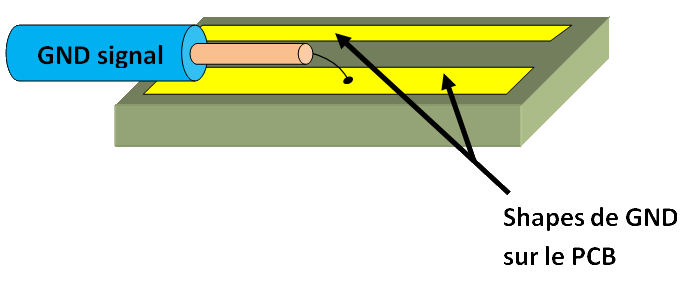 GND signal
Shapes de GND
sur le PCB